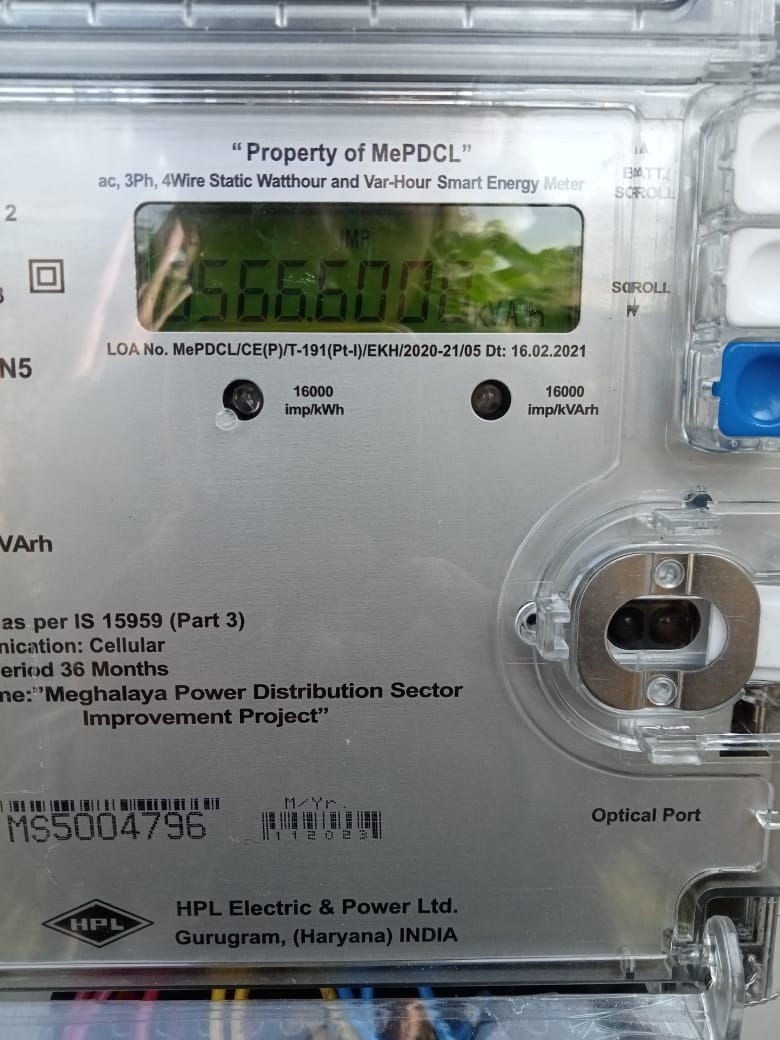 “Property of MePDCL”
ac, 3Ph, 4Wire Static Watthour and Var-Hour Smart Energy Meter
BATT./
SCROLL
2
IMP
SCROLL
LOA No. MePDCL/CE(P)/T-191(Pt-I)/EKH/2020-21/05 Dt: 16.02.2021
N5
16000
imp/kWh
16000
imp/kVArh
VArh
as per IS 15959 (Part 3)
nication: Cellular
eriod 36 Months
me:"Meghalaya Power Distribution Sector
Improvement Project”
M/Yr.
MS5004796
112023
Optical Port
HPL
HPL Electric & Power Ltd.
Gurugram, (Haryana) INDIA